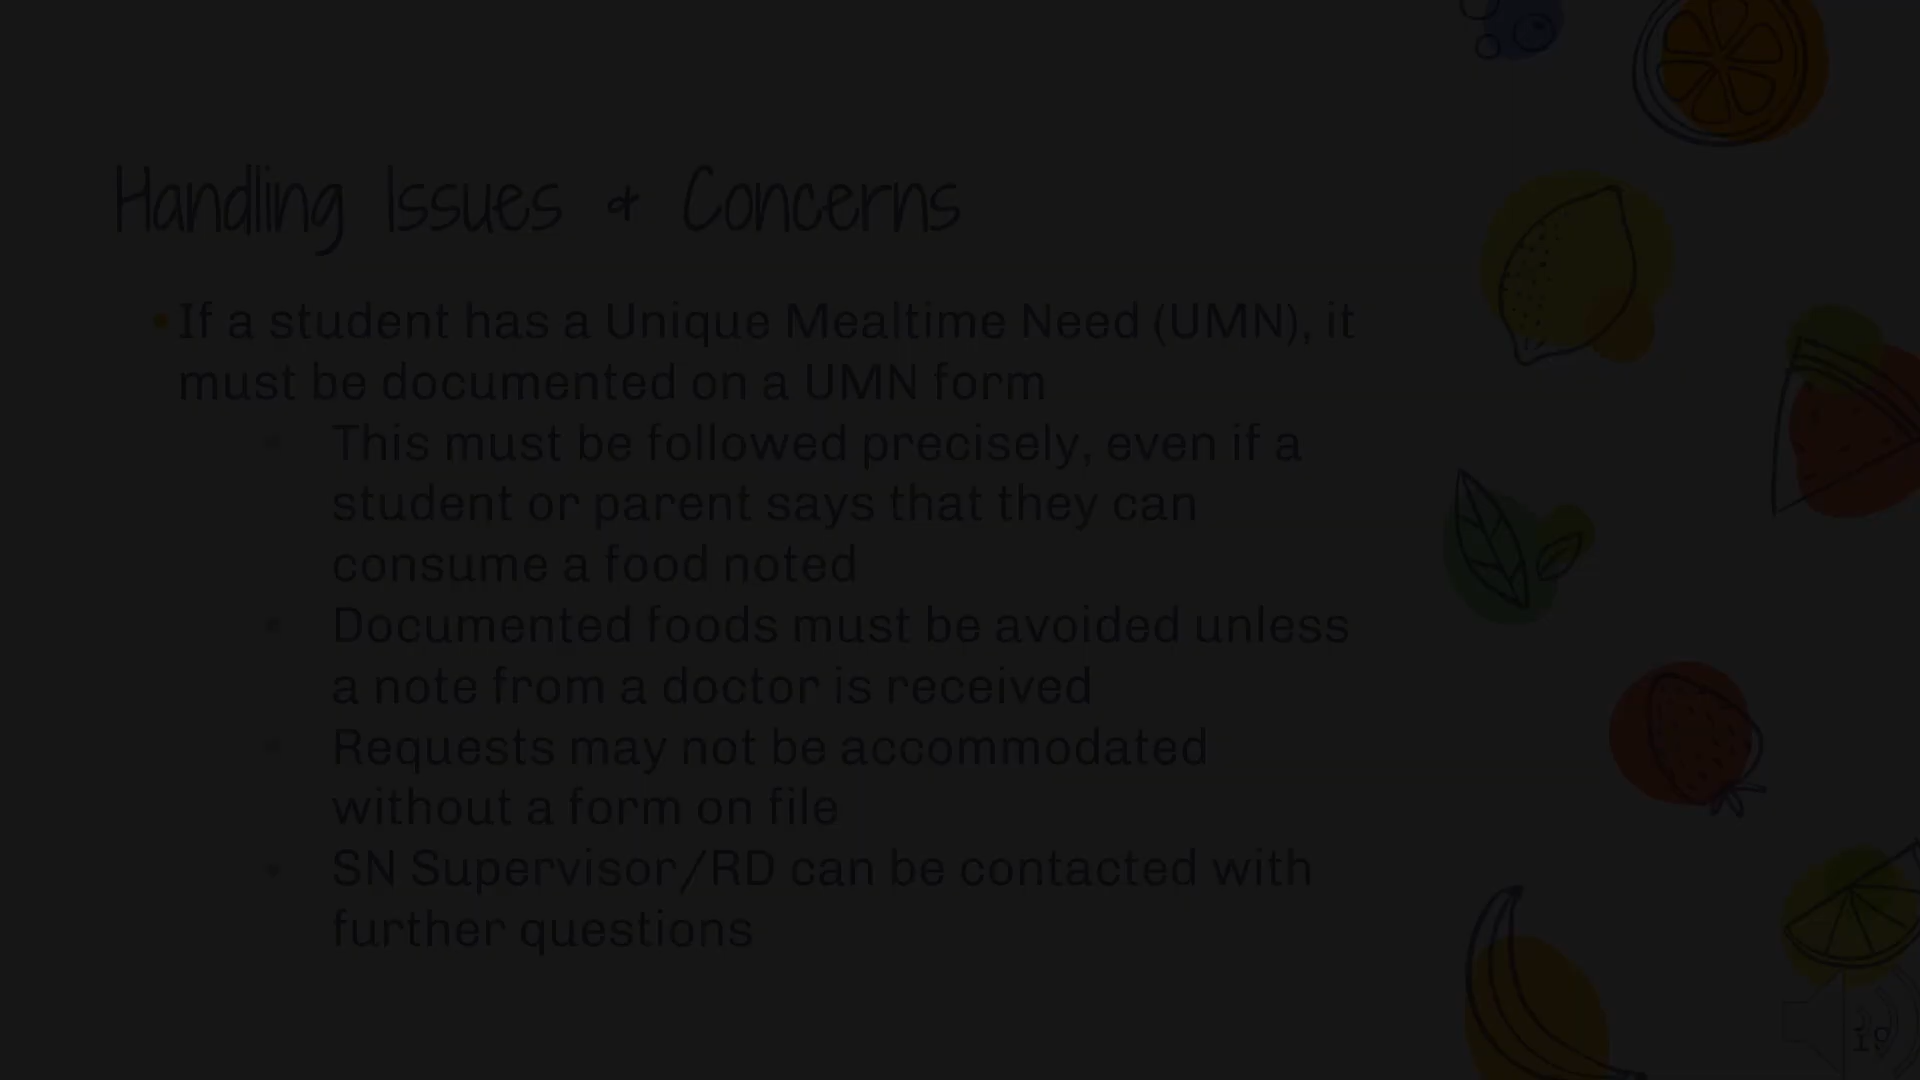 Handling Issues & Concerns
• If a student has a Unique Mealtime Need (UMN), it
must be documented on a UMN form
This must be followed precisely, even if a
student or parent says that they can
consume a food noted
• Documented foods must be avoided unless
a note from a doctor is received
• Requests may not be accommodated
without a form on file
• SN Supervisor/RD can be contacted with
further questions
19